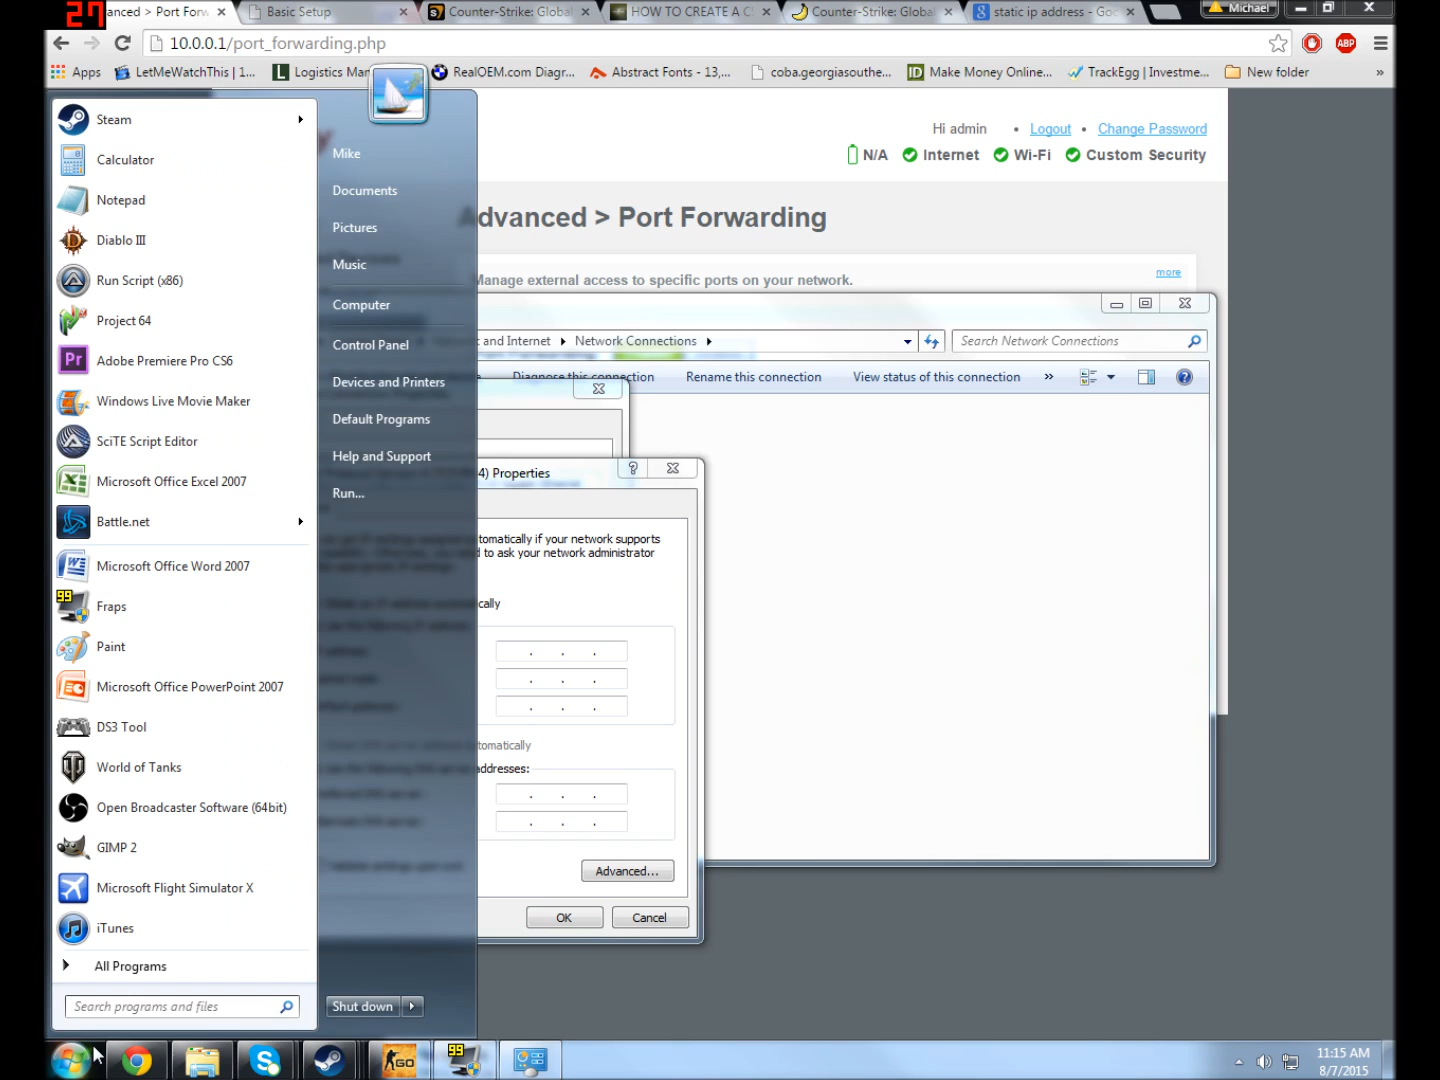 27
anced > Port Forw
Basic Setup
Counter-Strike: Global
HOW TO CREATE A C
Counter-Strike: Global
static ip address - Goo
Michael
10.0.0.1/port_forwarding.php
ABP
Apps
LetMeWatchThis | 1...
Logistics Mar
RealOEM.com Diagr...
Abstract Fonts - 13,...
coba.georgiasouthe...
Make Money Online...
TrackEgg | Investme...
New folder
»
Hi admin • Logout • Change Password
N/A Internet Wi-Fi Custom Security
Advanced > Port Forwarding
Manage external access to specific ports on your network.
more
Steam
Calculator
Notepad
Diablo III
Run Script (x86)
Project 64
Adobe Premiere Pro CS6
Windows Live Movie Maker
SciTE Script Editor
Microsoft Office Excel 2007
Battle.net
Microsoft Office Word 2007
99
Fraps
Paint
Microsoft Office PowerPoint 2007
DS3 Tool
World of Tanks
Open Broadcaster Software (64bit)
GIMP 2
Microsoft Flight Simulator X
iTunes
All Programs
Search programs and files
Mike
Documents
Pictures
Music
Computer
Control Panel
Devices and Printers
Default Programs
Help and Support
Run...
Shut down
and Internet Network Connections
Search Network Connections
Diagnose this connection Rename this connection View status of this connection »
4) Properties
tomatically if your network supports
d to ask your network administrator
cally
omatically
addresses:
Advanced...
OK Cancel
GO
99
11:15 AM
8/7/2015